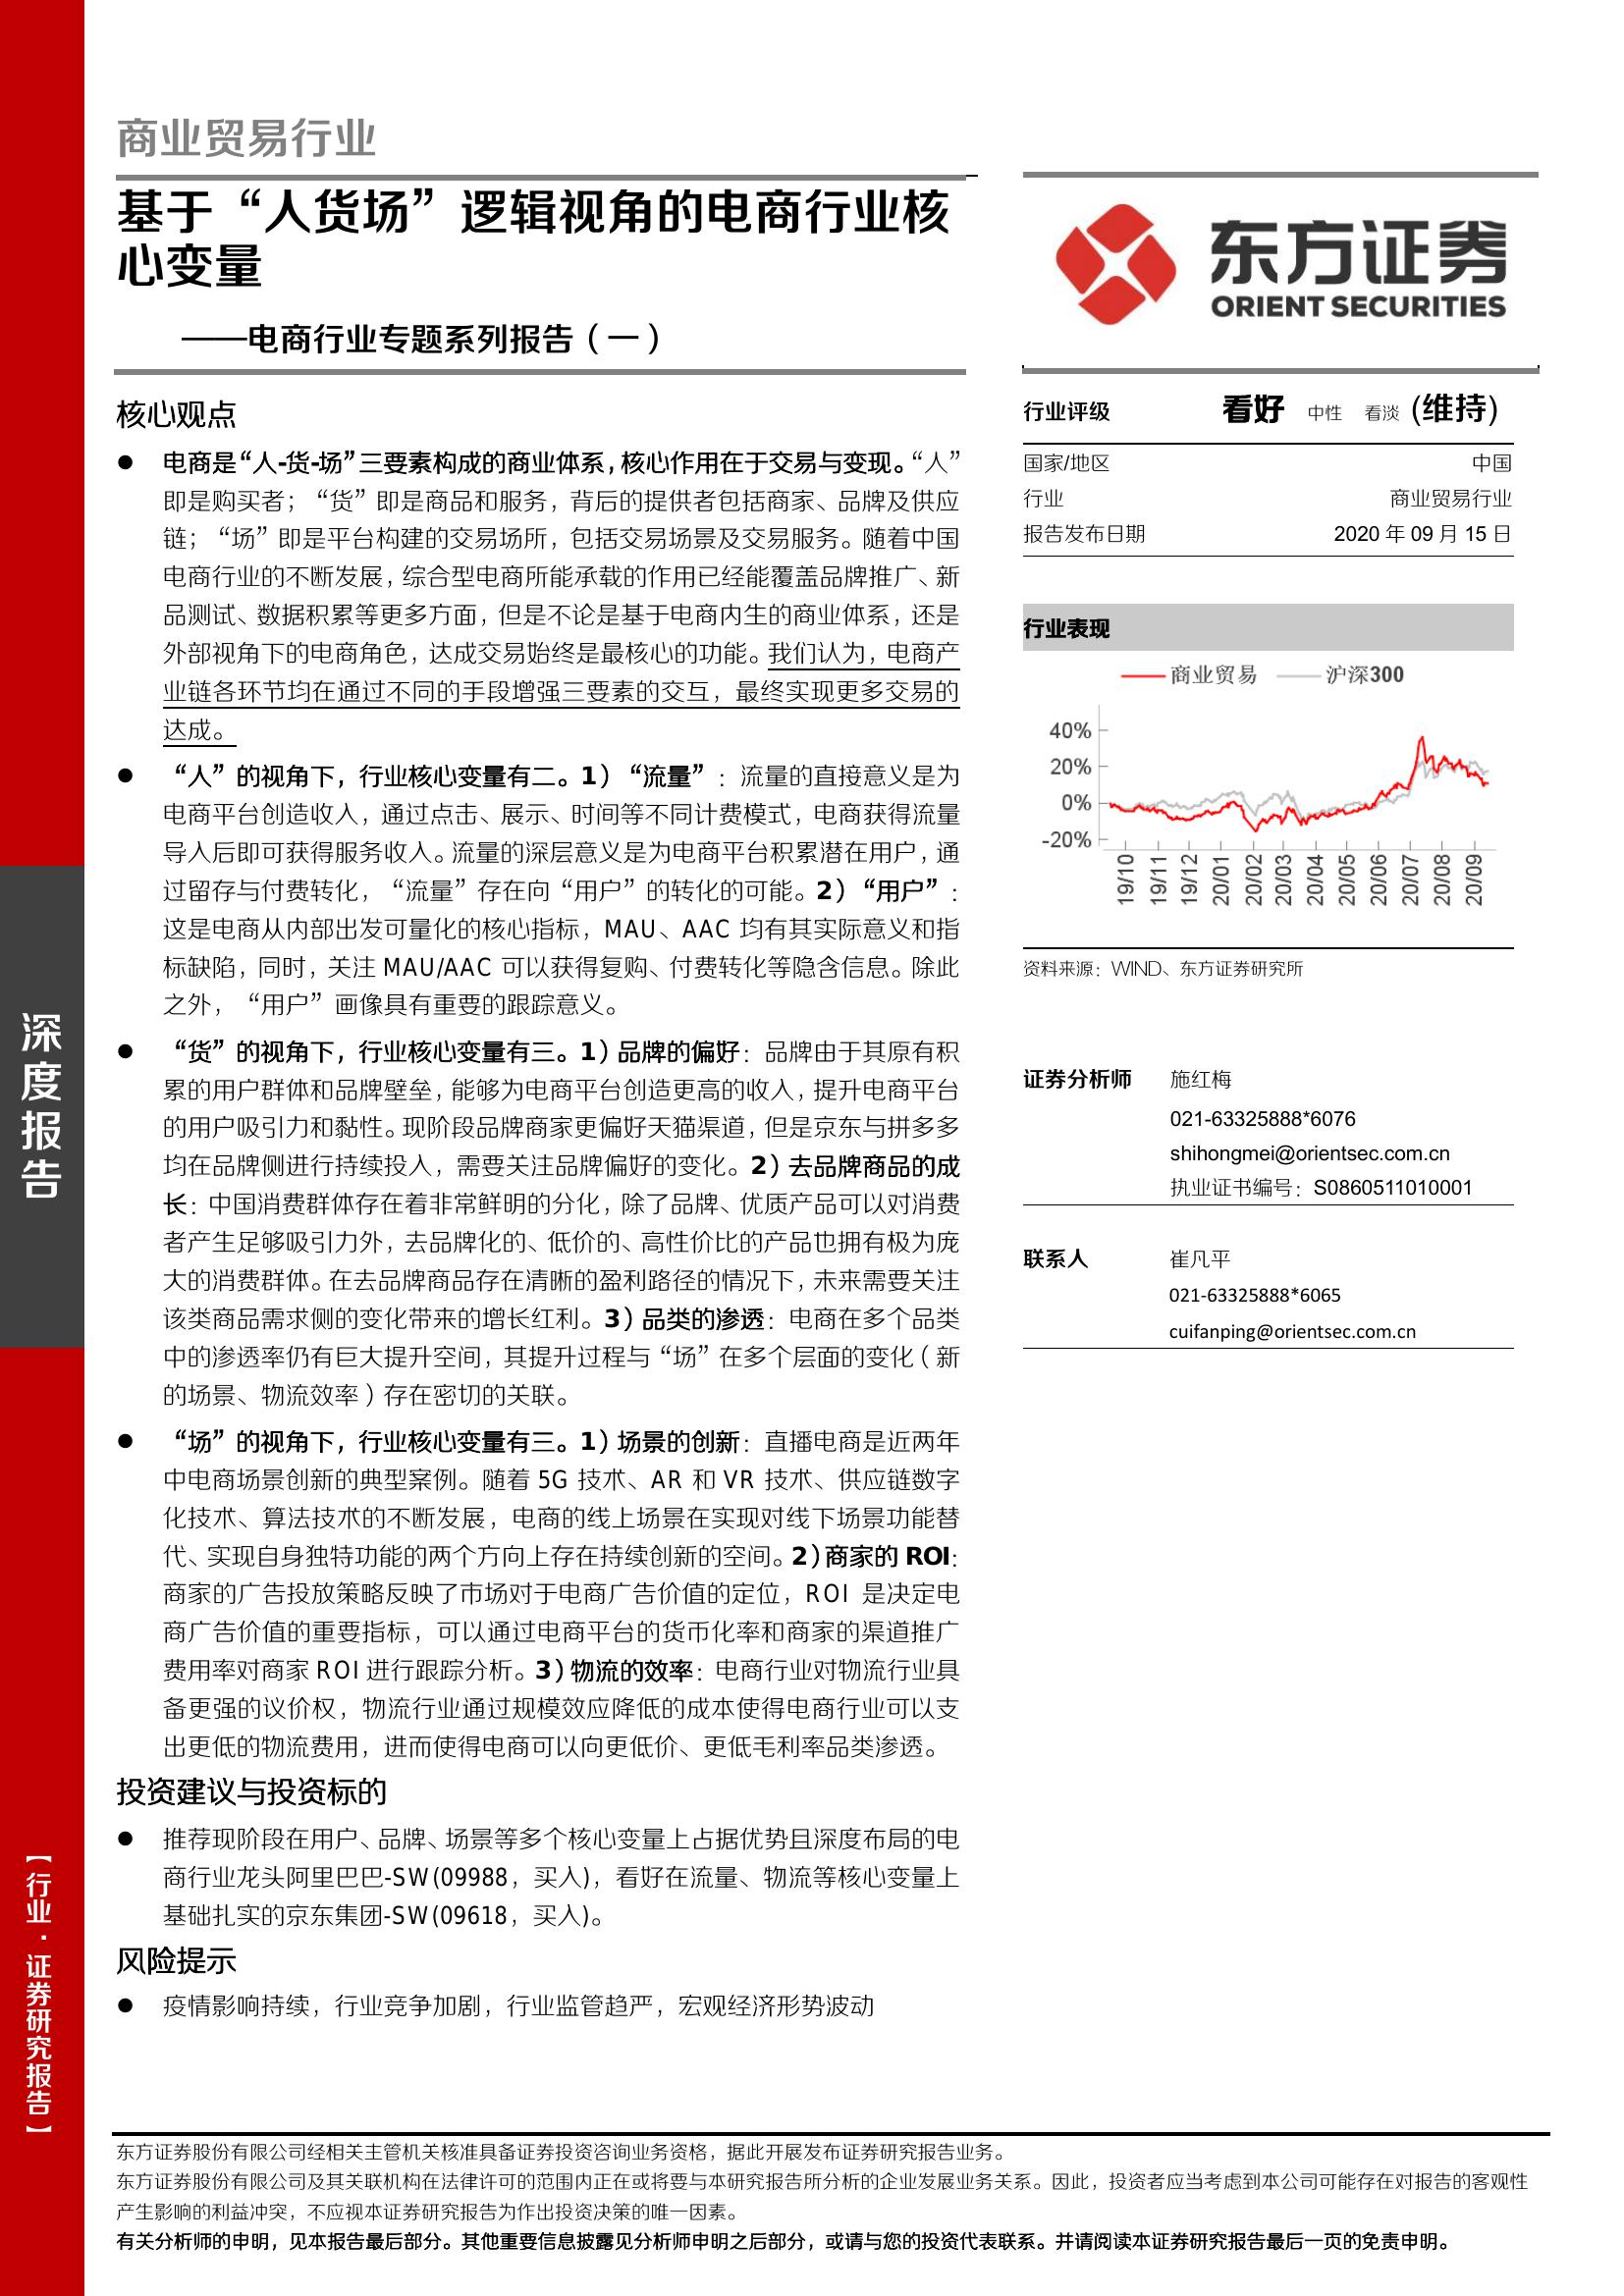 商业贸易行业
基于“人货场”逻辑视角的电商行业核
心变量
——电商行业专题系列报告（一）
东方证券
ORIENT SECURITIES
核心观点
● 电商是“人-货-场”三要素构成的商业体系，核心作用在于交易与变现。“人”
即是购买者；“货”即是商品和服务，背后的提供者包括商家、品牌及供应
链；“场”即是平台构建的交易场所，包括交易场景及交易服务。随着中国
电商行业的不断发展，综合型电商所能承载的作用已经能覆盖品牌推广、新
品测试、数据积累等更多方面，但是不论是基于电商内生的商业体系，还是
外部视角下的电商角色，达成交易始终是最核心的功能。我们认为，电商产
业链各环节均在通过不同的手段增强三要素的交互，最终实现更多交易的
达成。
● “人”的视角下，行业核心变量有二。1）“流量”：流量的直接意义是为
电商平台创造收入，通过点击、展示、时间等不同计费模式，电商获得流量
导入后即可获得服务收入。流量的深层意义是为电商平台积累潜在用户，通
过留存与付费转化，“流量”存在向“用户”的转化的可能。2）“用户”：
这是电商从内部出发可量化的核心指标，MAU、AAC 均有其实际意义和指
标缺陷，同时，关注 MAU/AAC 可以获得复购、付费转化等隐含信息。除此
之外，“用户”画像具有重要的跟踪意义。
● “货”的视角下，行业核心变量有三。1）品牌的偏好：品牌由于其原有积
累的用户群体和品牌壁垒，能够为电商平台创造更高的收入，提升电商平台
的用户吸引力和黏性。现阶段品牌商家更偏好天猫渠道，但是京东与拼多多
均在品牌侧进行持续投入，需要关注品牌偏好的变化。2）去品牌商品的成
长：中国消费群体存在着非常鲜明的分化，除了品牌、优质产品可以对消费
者产生足够吸引力外，去品牌化的、低价的、高性价比的产品也拥有极为庞
大的消费群体。在去品牌商品存在清晰的盈利路径的情况下，未来需要关注
该类商品需求侧的变化带来的增长红利。3）品类的渗透：电商在多个品类
中的渗透率仍有巨大提升空间，其提升过程与“场”在多个层面的变化（新
的场景、物流效率）存在密切的关联。
● “场”的视角下，行业核心变量有三。1）场景的创新：直播电商是近两年
中电商场景创新的典型案例。随着 5G 技术、AR 和 VR 技术、供应链数字
化技术、算法技术的不断发展，电商的线上场景在实现对线下场景功能替
代、实现自身独特功能的两个方向上存在持续创新的空间。2）商家的 ROI：
商家的广告投放策略反映了市场对于电商广告价值的定位，ROI 是决定电
商广告价值的重要指标，可以通过电商平台的货币化率和商家的渠道推广
费用率对商家 ROI 进行跟踪分析。3）物流的效率：电商行业对物流行业具
备更强的议价权，物流行业通过规模效应降低的成本使得电商行业可以支
出更低的物流费用，进而使得电商可以向更低价、更低毛利率品类渗透。
投资建议与投资标的
● 推荐现阶段在用户、品牌、场景等多个核心变量上占据优势且深度布局的电
商行业龙头阿里巴巴-SW(09988，买入)，看好在流量、物流等核心变量上
基础扎实的京东集团-SW(09618，买入)。
风险提示
● 疫情影响持续，行业竞争加剧，行业监管趋严，宏观经济形势波动
行业评级 看好 中性 看淡 (维持)
国家/地区 中国
行业 商业贸易行业
报告发布日期 2020 年 09 月 15 日
行业表现
商业贸易 沪深300
40%
20%
0%
-20%
19/10 19/11 19/12 20/01 20/02 20/03 20/04 20/05 20/06 20/07 20/08 20/09
资料来源：WIND、东方证券研究所
证券分析师 施红梅
021-63325888*6076
shihongmei@orientsec.com.cn
执业证书编号：S0860511010001
联系人 崔凡平
021-63325888*6065
cuifanping@orientsec.com.cn
深度报告
【行业·证券研究报告】
东方证券股份有限公司经相关主管机关核准具备证券投资咨询业务资格，据此开展发布证券研究报告业务。
东方证券股份有限公司及其关联机构在法律许可的范围内正在或将要与本研究报告所分析的企业发展业务关系。因此，投资者应当考虑到本公司可能存在对报告的客观性
产生影响的利益冲突，不应视本证券研究报告为作出投资决策的唯一因素。
有关分析师的申明，见本报告最后部分。其他重要信息披露见分析师申明之后部分，或请与您的投资代表联系。并请阅读本证券研究报告最后一页的免责申明。